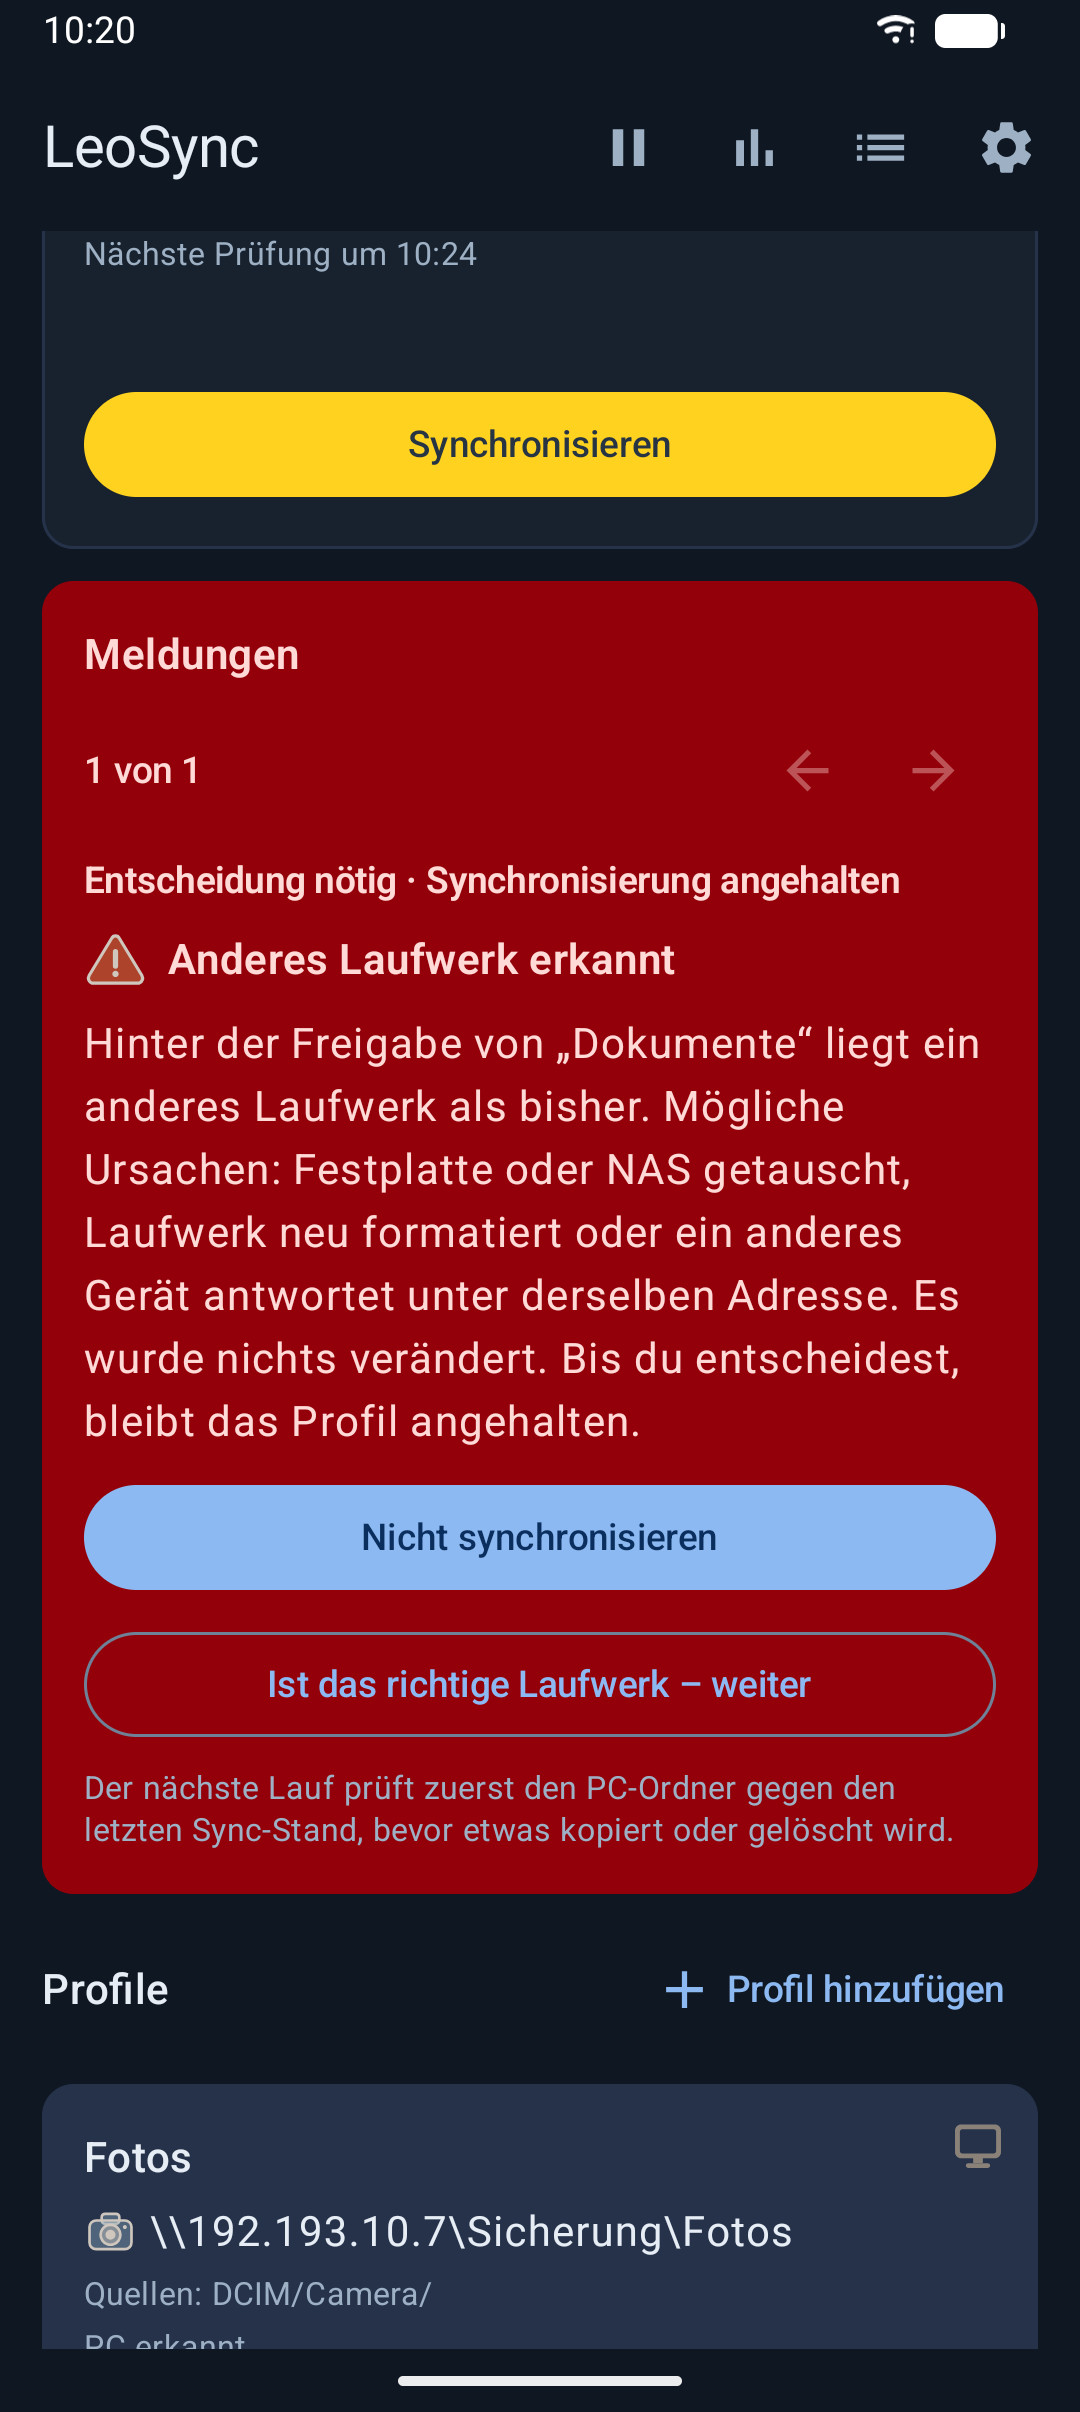 10:20
LeoSync
Nächste Prüfung um 10:24
Synchronisieren
Meldungen
1 von 1
Entscheidung nötig · Synchronisierung angehalten
Anderes Laufwerk erkannt
Hinter der Freigabe von „Dokumente“ liegt ein
anderes Laufwerk als bisher. Mögliche
Ursachen: Festplatte oder NAS getauscht,
Laufwerk neu formatiert oder ein anderes
Gerät antwortet unter derselben Adresse. Es
wurde nichts verändert. Bis du entscheidest,
bleibt das Profil angehalten.
Nicht synchronisieren
Ist das richtige Laufwerk – weiter
Der nächste Lauf prüft zuerst den PC-Ordner gegen den
letzten Sync-Stand, bevor etwas kopiert oder gelöscht wird.
Profile
Profil hinzufügen
Fotos
\\192.193.10.7\Sicherung\Fotos
Quellen: DCIM/Camera/
PC erkannt